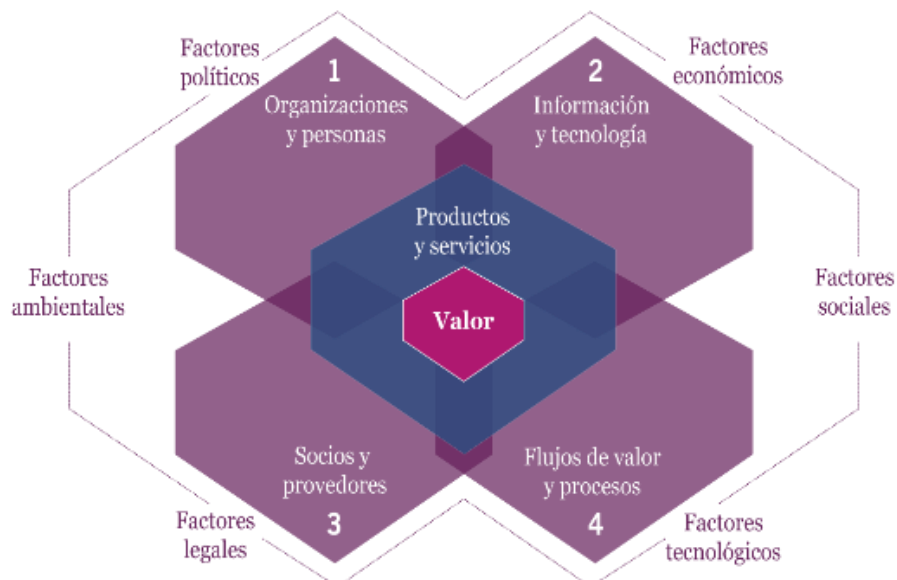 Factores
políticos
1
Organizaciones
y personas
2
Información
y tecnología
Factores
económicos
Productos
y servicios
Valor
Factores
ambientales
Factores
sociales
Socios y
provedores
3
Flujos de valor
y procesos
4
Factores
legales
Factores
tecnológicos